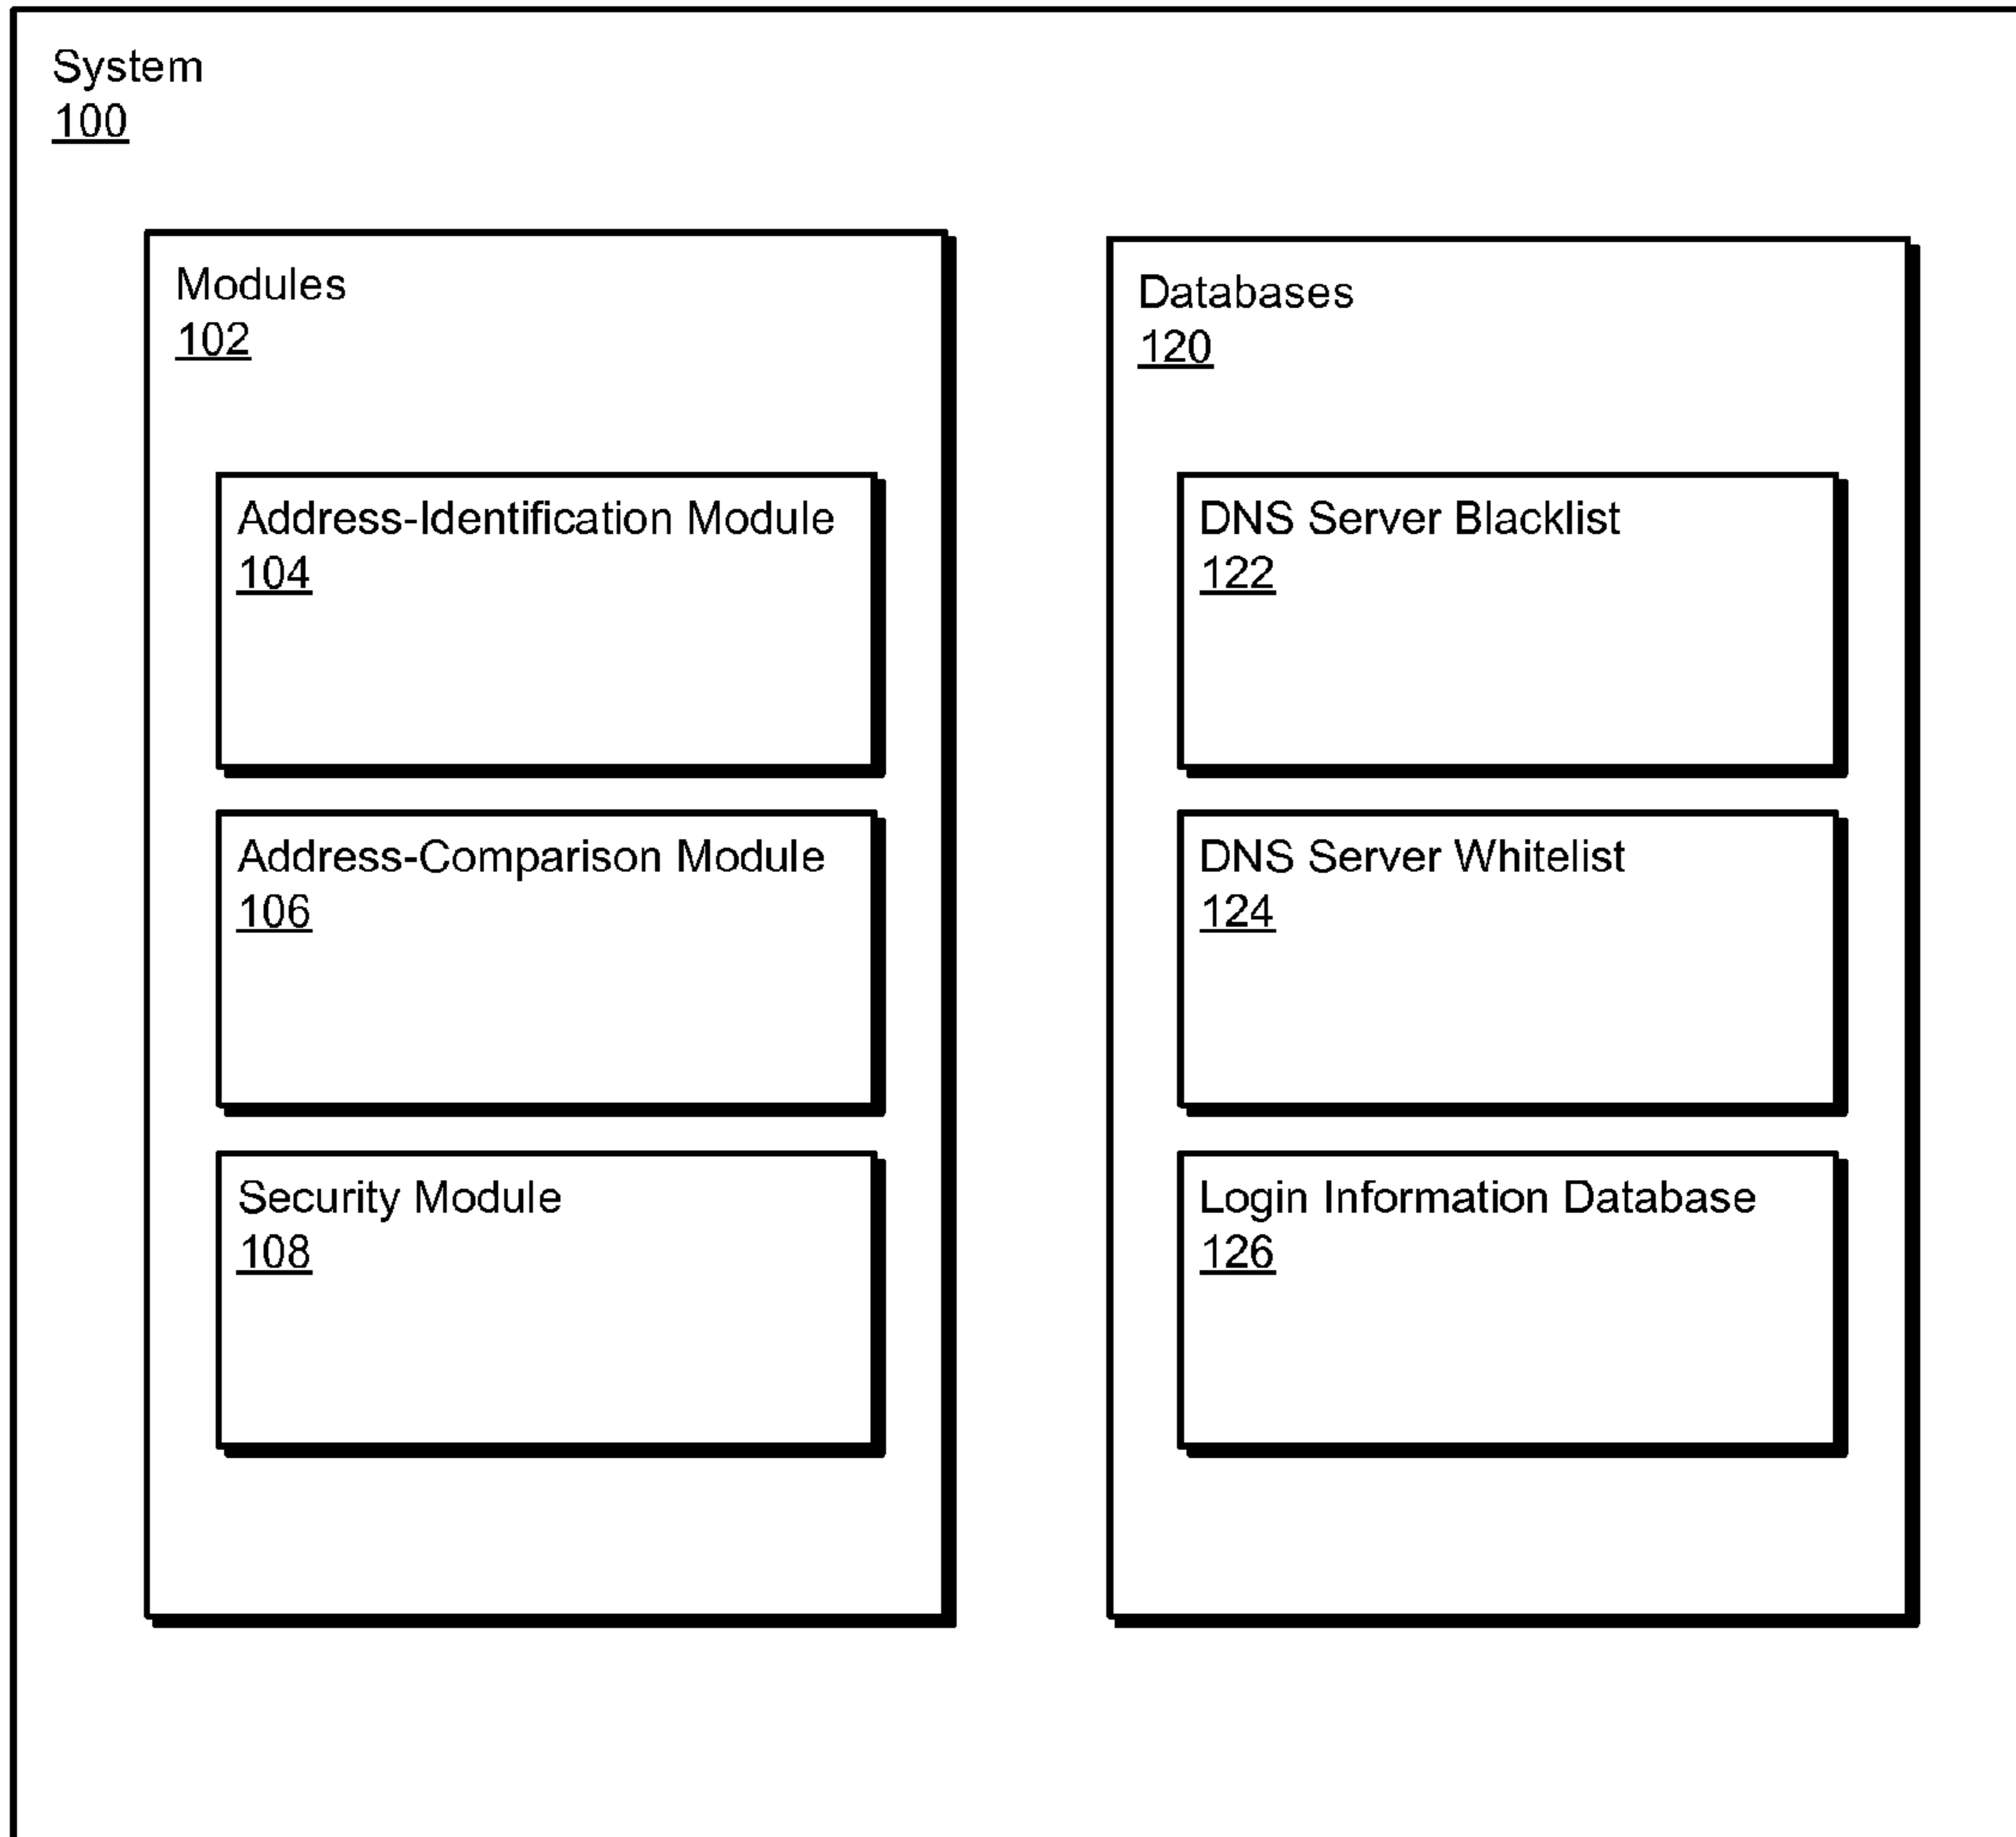 System
100
Modules
102
Address-Identification Module
104
Address-Comparison Module
106
Security Module
108
Databases
120
DNS Server Blacklist
122
DNS Server Whitelist
124
Login Information Database
126